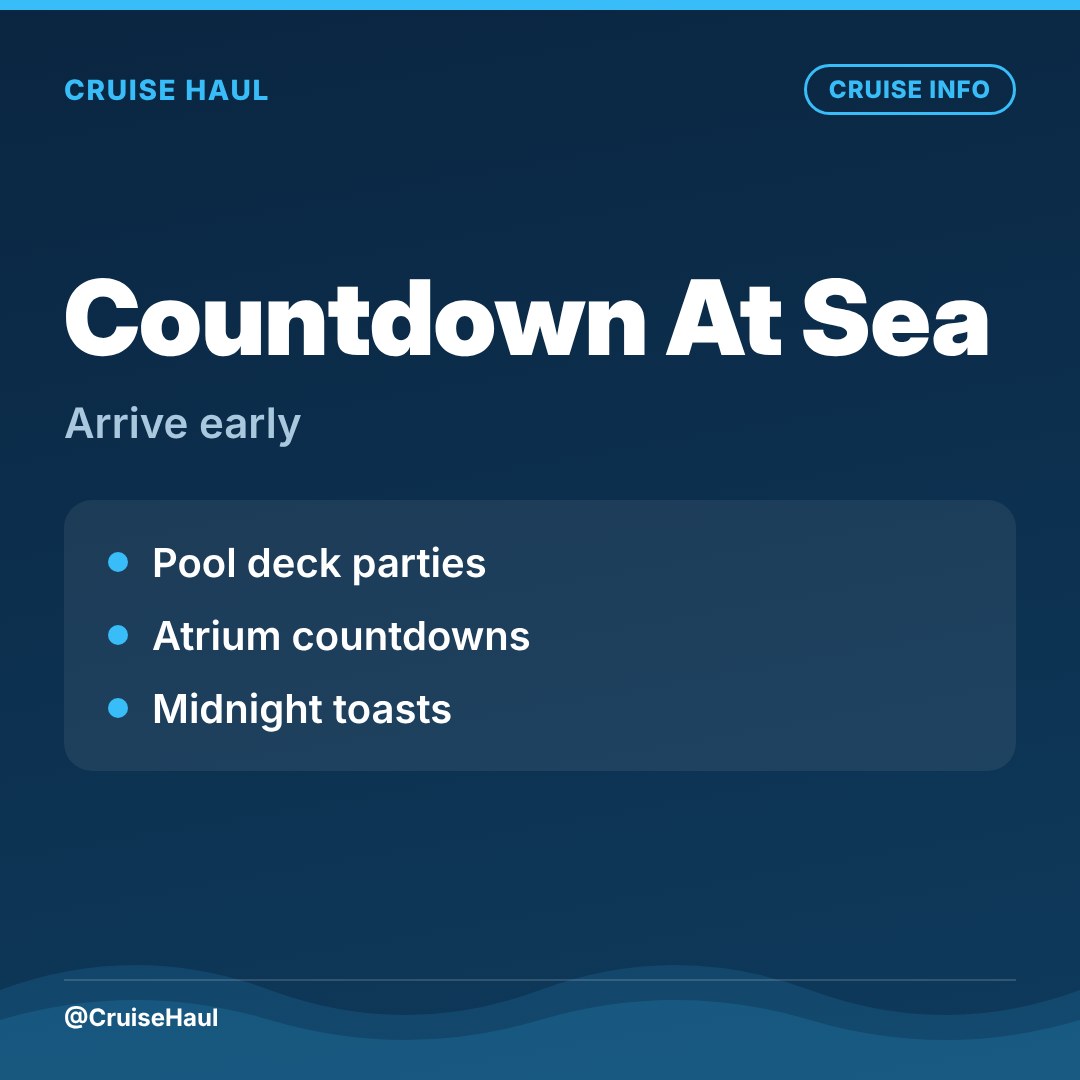 CRUISE HAUL
CRUISE INFO
Countdown At Sea
Arrive early
Pool deck parties
Atrium countdowns
Midnight toasts
@CruiseHaul